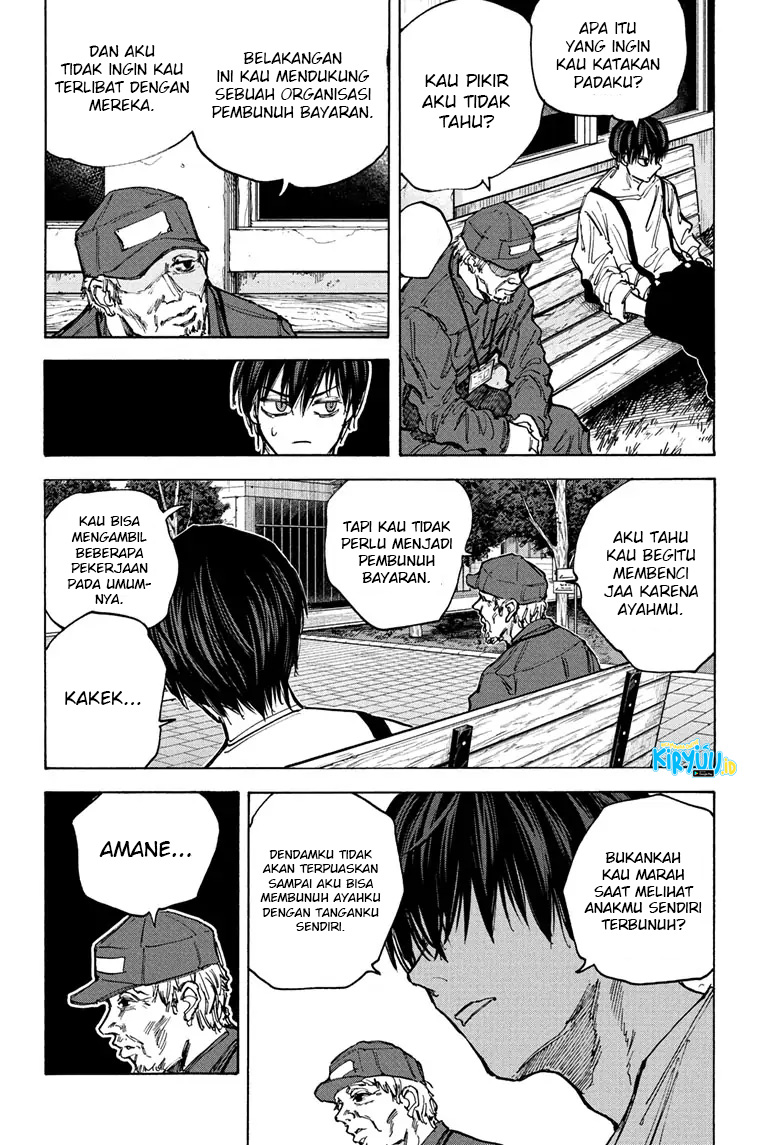 APA ITU
YANG INGIN
KAU KATAKAN
PADAKU?
KAU PIKIR
AKU TIDAK
TAHU?
BELAKANGAN
INI KAU MENDUKUNG
SEBUAH ORGANISASI
PEMBUNUH BAYARAN.
DAN AKU
TIDAK INGIN KAU
TERLIBAT DENGAN
MEREKA.
AKU TAHU
KAU BEGITU
MEMBENCI
JAA KARENA
AYAHMU.
TAPI KAU TIDAK
PERLU MENJADI
PEMBUNUH
BAYARAN.
KAU BISA
MENGAMBIL
BEBERAPA
PEKERJAAN
PADA UMUM-
NYA.
KAKEK...
KIRYUU.ID
BUKANKAH
KAU MARAH
SAAT MELIHAT
ANAKMU SENDIRI
TERBUNUH?
DENDAMKU TIDAK
AKAN TERPUASKAN
SAMPAI AKU BISA
MEMBUNUH AYAHKU
DENGAN TANGANKU
SENDIRI.
AMANE...